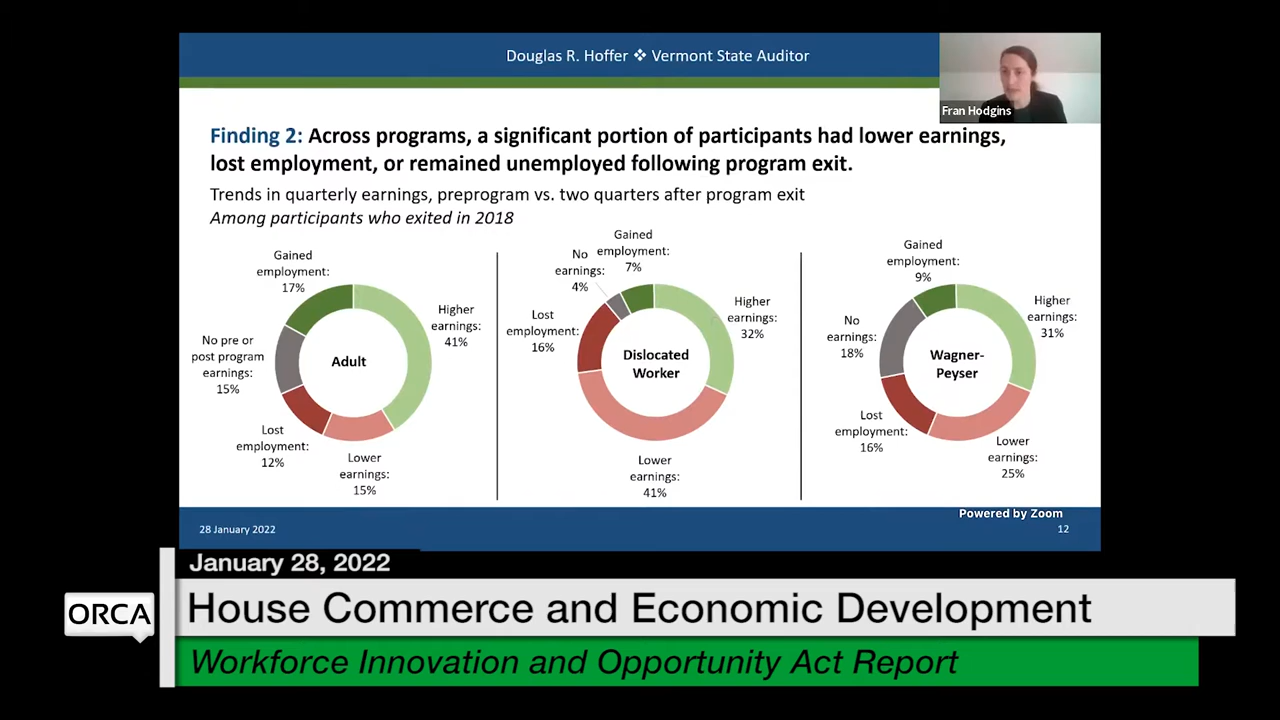 Douglas R. Hoffer ❖ Vermont State Auditor
Fran Hodgins
Finding 2: Across programs, a significant portion of participants had lower earnings,
lost employment, or remained unemployed following program exit.
Trends in quarterly earnings, preprogram vs. two quarters after program exit
Among participants who exited in 2018
Gained
employment:
17%
Higher
earnings:
41%
No pre or
post program
earnings:
15%
Adult
Lost
employment:
12%
Lower
earnings:
15%
Gained
employment:
7%
No
earnings:
4%
Higher
earnings:
32%
Lost
employment:
16%
Dislocated
Worker
Lower
earnings:
41%
Gained
employment:
9%
Higher
earnings:
31%
No
earnings:
18%
Wagner-
Peyser
Lost
employment:
16%
Lower
earnings:
25%
Powered by Zoom
28 January 2022
12
January 28, 2022
ORCA
House Commerce and Economic Development
Workforce Innovation and Opportunity Act Report